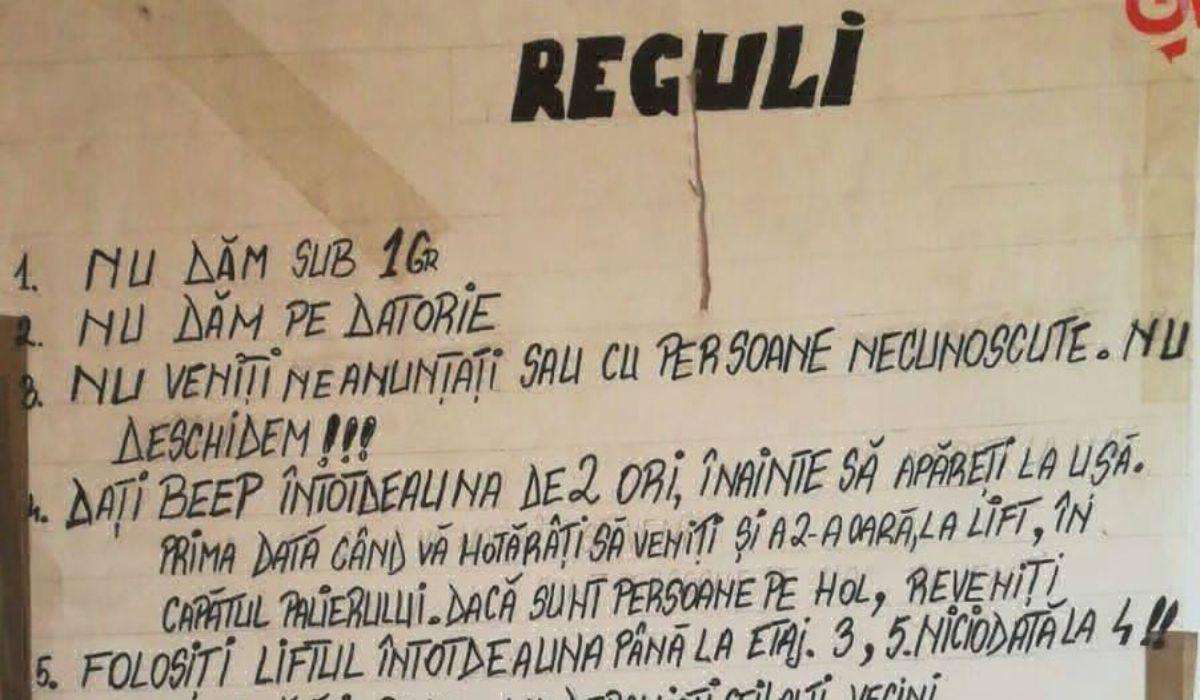 REGULI
1. NU DĂM SUB 1GR
2. NU DĂM PE DATORIE
3. NU VENIȚI NEANUNȚAȚI SAU CU PERSOANE NECUNOSCUTE. NU
DESCHIDEM !!!
4. DAȚI BEEP ÎNTOTDEAUNA DE 2 ORI, ÎNAINTE SĂ APĂREȚI LA UȘĂ.
PRIMA DATĂ CÂND VĂ HOTĂRÂȚI SĂ VENIȚI ȘI A 2-A OARĂ, LA LIFT, ÎN
CAPĂTUL PALIERULUI. DACĂ SUNT PERSOANE PE HOL, REVENIȚI
5. FOLOSITI LIFTUL ÎNTOTDEAUNA PÂNĂ LA ETAJ. 3, 5. NICIODATĂ LA 4 !!
VECINI